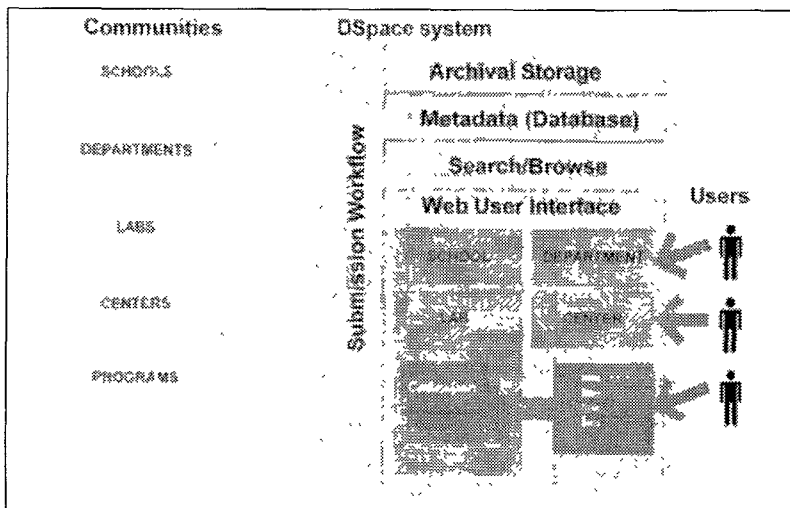 Communities
DSpace system
SCHOOLS
DEPARTMENTS
LABS
CENTERS
PROGRAMS
Submission Workflow
Archival Storage
Metadata (Database)
Search/Browse
Web User Interface
SCHOOL
DEPARTMENT
LAB
CENTER
Users